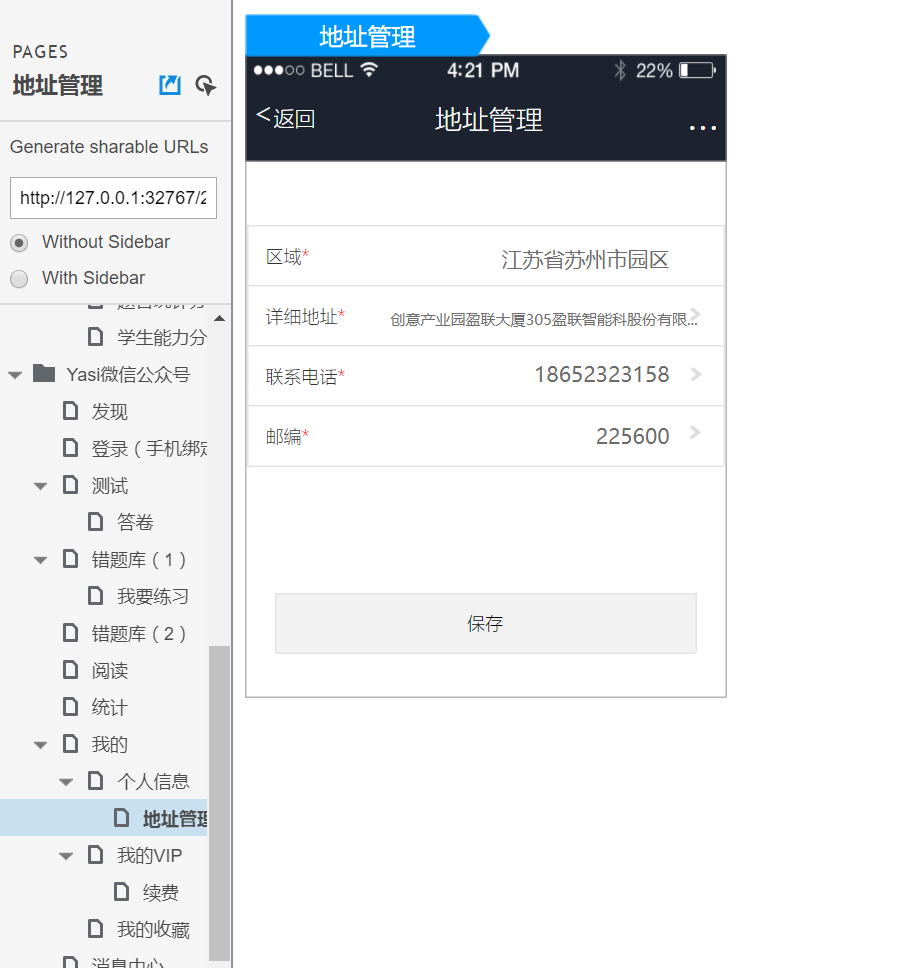 PAGES
地址管理
Generate sharable URLs
http://127.0.0.1:32767/2
Without Sidebar
With Sidebar
学生能力分
Yasi微信公众号
发现
登录（手机绑定
测试
答卷
错题库（1）
我要练习
错题库（2）
阅读
统计
我的
个人信息
地址管理
我的VIP
续费
我的收藏
消息中心
地址管理
BELL 4:21 PM 22%
<返回 地址管理 ...
区域* 江苏省苏州市园区
详细地址* 创意产业园盈联大厦305盈联智能科股份有限...
联系电话* 18652323158
邮编* 225600
保存